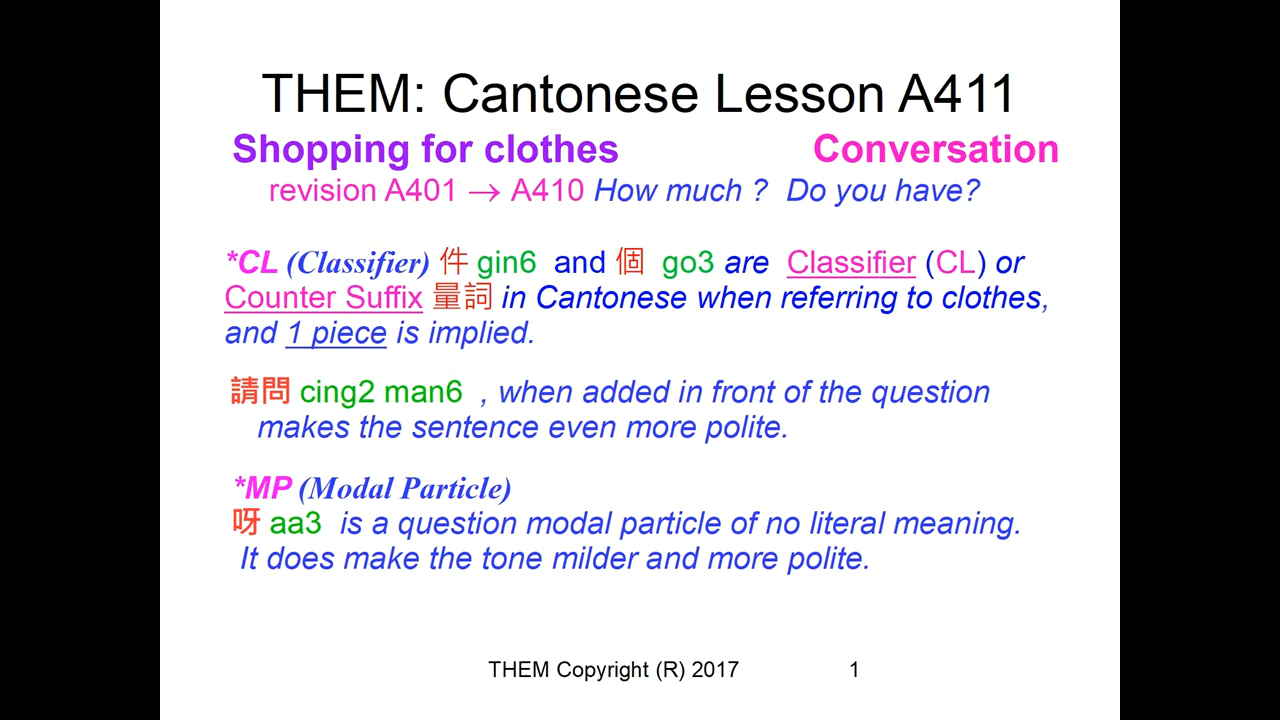 THEM: Cantonese Lesson A411
Shopping for clothes Conversation
revision A401 → A410 How much ? Do you have?
*CL (Classifier) 件 gin6 and 個 go3 are Classifier (CL) or
Counter Suffix 量詞 in Cantonese when referring to clothes,
and 1 piece is implied.
請問 cing2 man6 , when added in front of the question
makes the sentence even more polite.
*MP (Modal Particle)
呀 aa3 is a question modal particle of no literal meaning.
It does make the tone milder and more polite.
THEM Copyright (R) 2017 1